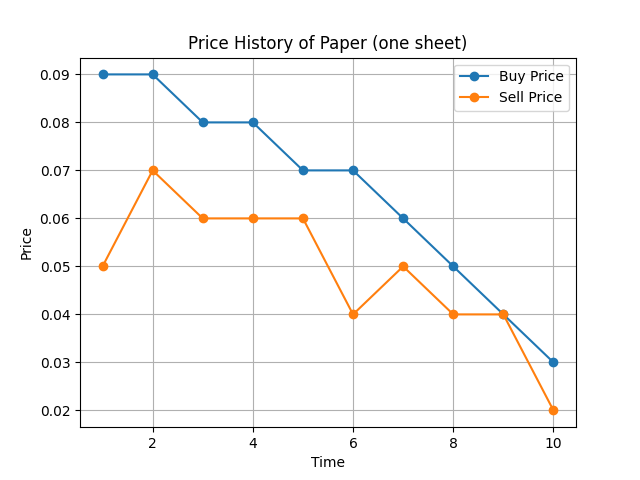 Price History of Paper (one sheet)
Buy Price
Sell Price
0.09
0.08
0.07
0.06
0.05
0.04
0.03
0.02
Price
2 4 6 8 10
Time